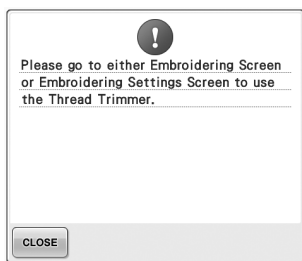 Please go to either Embroidering Screen
or Embroidering Settings Screen to use
the Thread Trimmer.
CLOSE